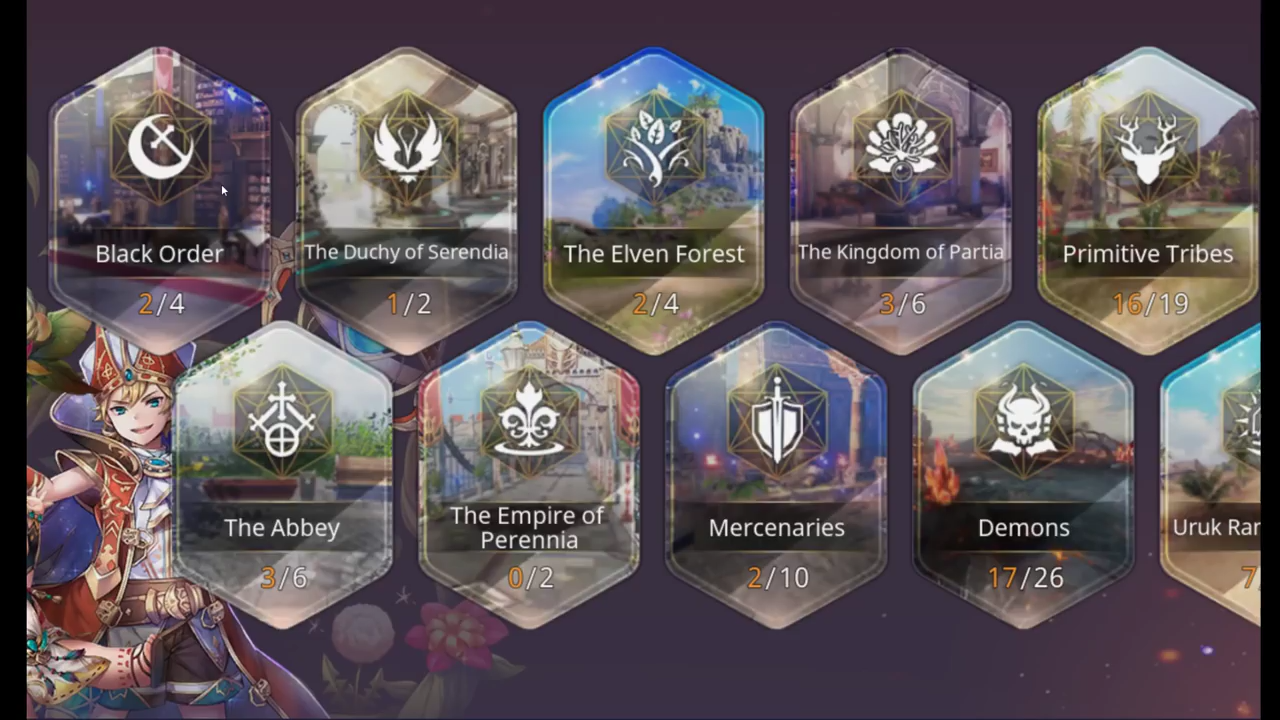 Black Order
2/4
The Duchy of Serendia
1/2
The Elven Forest
2/4
The Kingdom of Partia
3/6
Primitive Tribes
16/19
The Abbey
3/6
The Empire of
Perennia
0/2
Mercenaries
2/10
Demons
17/26
Uruk
7